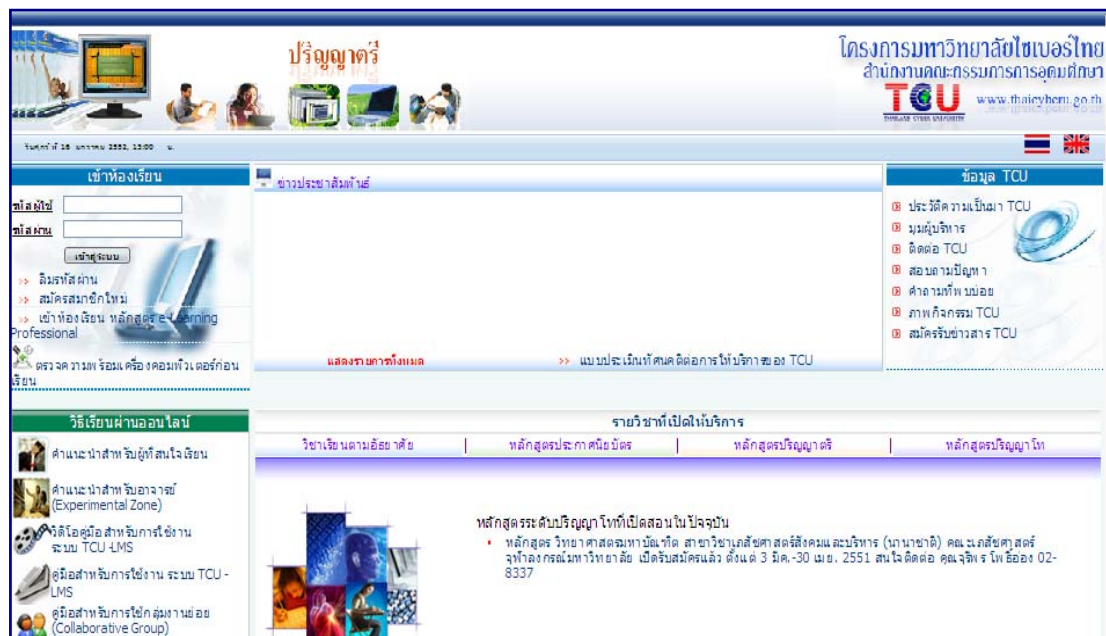 ปริญญาตรี
โครงการมหาวิทยาลัยไซเบอร์ไทย
สำนักงานคณะกรรมการการอุดมศึกษา
TCU
THAILAND CYBER UNIVERSITY
www.thaicyberu.go.th
วันศุกร์ ที่ 16 มกราคม 2552, 13:00 น.
เข้าห้องเรียน
รหัสผู้ใช้
รหัสผ่าน
เข้าสู่ระบบ
ลืมรหัสผ่าน
สมัครสมาชิกใหม่
เข้าห้องเรียน หลักสูตร e-Learning
Professional
ตรวจความพร้อมเครื่องคอมพิวเตอร์ก่อน
เรียน
ข่าวประชาสัมพันธ์
แสดงรายการทั้งหมด
>> แบบประเมินทัศนคติต่อการให้บริการของ TCU
ข้อมูล TCU
ประวัติความเป็นมา TCU
มุมผู้บริหาร
ติดต่อ TCU
สอบถามปัญหา
คำถามที่พบบ่อย
ภาพกิจกรรม TCU
สมัครรับข่าวสาร TCU
วิธีเรียนผ่านออนไลน์
คำแนะนำสำหรับผู้ที่สนใจเรียน
คำแนะนำสำหรับอาจารย์
(Experimental Zone)
วิดีโอคู่มือสำหรับการใช้งาน
ระบบ TCU -LMS
คู่มือสำหรับการใช้งาน ระบบ TCU -
LMS
คู่มือสำหรับการใช้กลุ่มงานย่อย
(Collaborative Group)
รายวิชาที่เปิดให้บริการ
วิชาเรียนตามอัธยาศัย | หลักสูตรประกาศนียบัตร | หลักสูตรปริญญาตรี | หลักสูตรปริญญาโท
หลักสูตรระดับปริญญาโทที่เปิดสอนในปัจจุบัน
หลักสูตร วิทยาศาสตรมหาบัณฑิต สาขาวิชาเภสัชศาสตร์สังคมและบริหาร (นานาชาติ) คณะเภสัชศาสตร์
จุฬาลงกรณ์มหาวิทยาลัย เปิดรับสมัครแล้ว ตั้งแต่ 3 มีค.-30 เมย. 2551 สนใจติดต่อ คุณจุริพร โพธิ์อ่อง 02-
8337